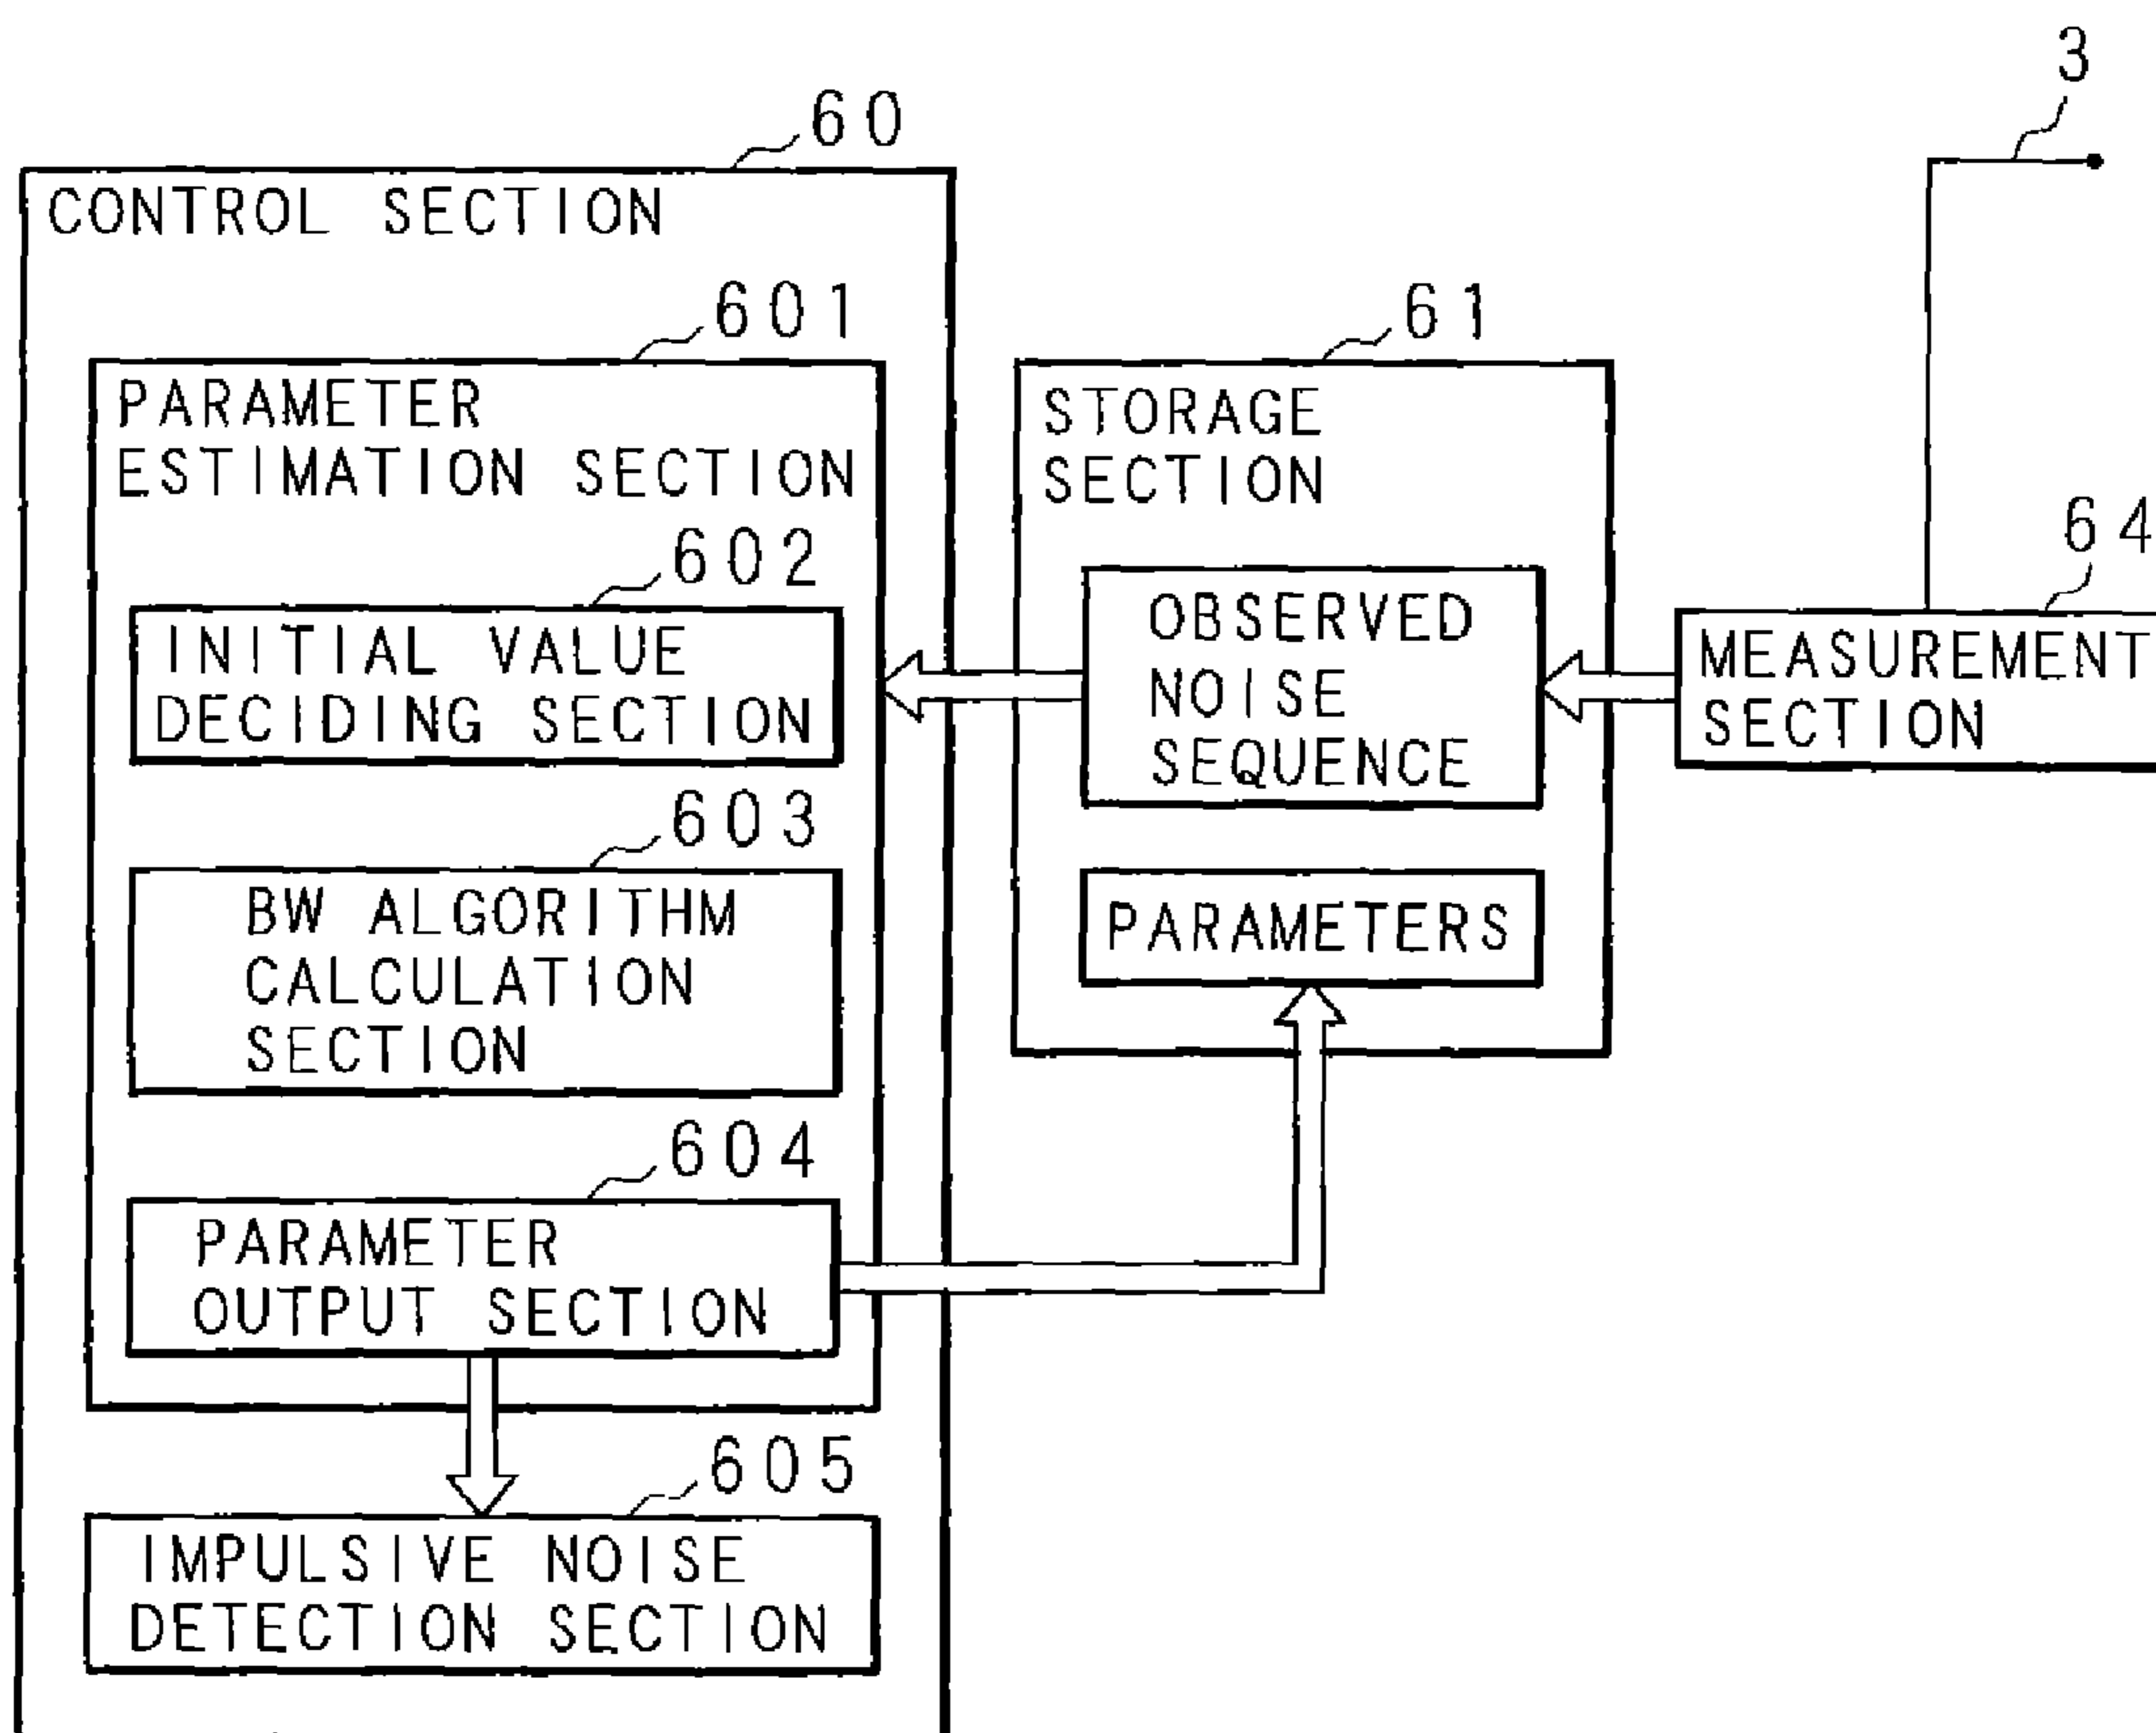 3
60
CONTROL SECTION
601
PARAMETER
ESTIMATION SECTION
602
INITIAL VALUE
DECIDING SECTION
603
BW ALGORITHM
CALCULATION
SECTION
604
PARAMETER
OUTPUT SECTION
605
IMPULSIVE NOISE
DETECTION SECTION
61
STORAGE
SECTION
OBSERVED
NOISE
SEQUENCE
PARAMETERS
64
MEASUREMENT
SECTION